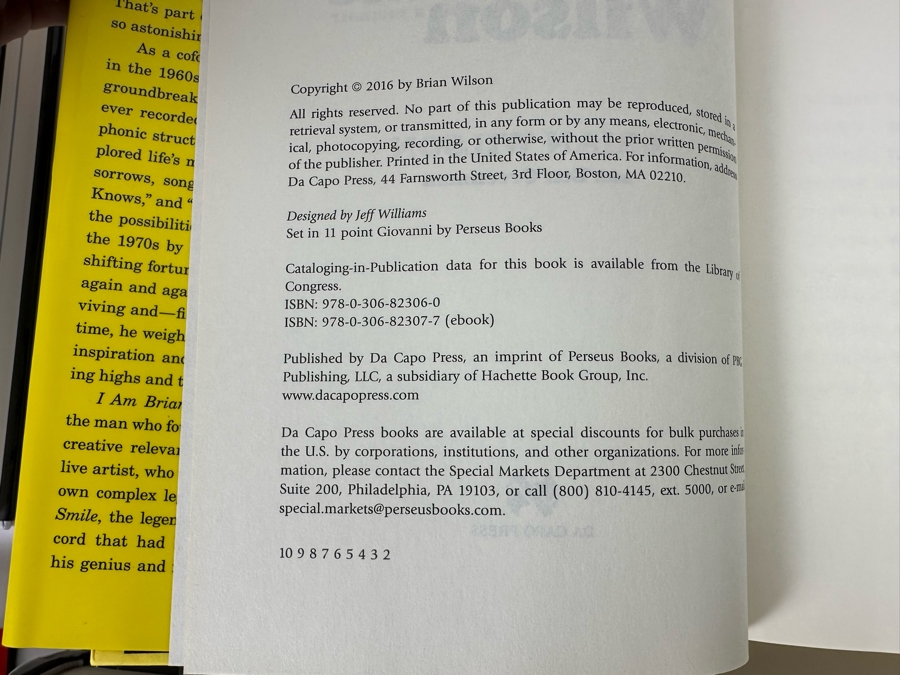 That's part
so astonishin
As a cofo
in the 1960s
groundbreak
ever recorde
phonic struct
plored life's m
sorrows, song
Knows," and "
the possibiliti
the 1970s by
shifting fortur
again and aga
viving and—fi
time, he weigh
inspiration and
ing highs and t
I Am Brian
the man who fo
creative relevan
live artist, who
own complex le
Smile, the legen
cord that had
his genius and
Wilson
Copyright © 2016 by Brian Wilson
All rights reserved. No part of this publication may be reproduced, stored in a
retrieval system, or transmitted, in any form or by any means, electronic, mechan-
ical, photocopying, recording, or otherwise, without the prior written permission
of the publisher. Printed in the United States of America. For information, address
Da Capo Press, 44 Farnsworth Street, 3rd Floor, Boston, MA 02210.
Designed by Jeff Williams
Set in 11 point Giovanni by Perseus Books
Cataloging-in-Publication data for this book is available from the Library of
Congress.
ISBN: 978-0-306-82306-0
ISBN: 978-0-306-82307-7 (ebook)
Published by Da Capo Press, an imprint of Perseus Books, a division of PBG
Publishing, LLC, a subsidiary of Hachette Book Group, Inc.
www.dacapopress.com
Da Capo Press books are available at special discounts for bulk purchases in
the U.S. by corporations, institutions, and other organizations. For more infor-
mation, please contact the Special Markets Department at 2300 Chestnut Street,
Suite 200, Philadelphia, PA 19103, or call (800) 810-4145, ext. 5000, or e-mail
special.markets@perseusbooks.com.
DA CAPO PRESS
10 9 8 7 6 5 4 3 2